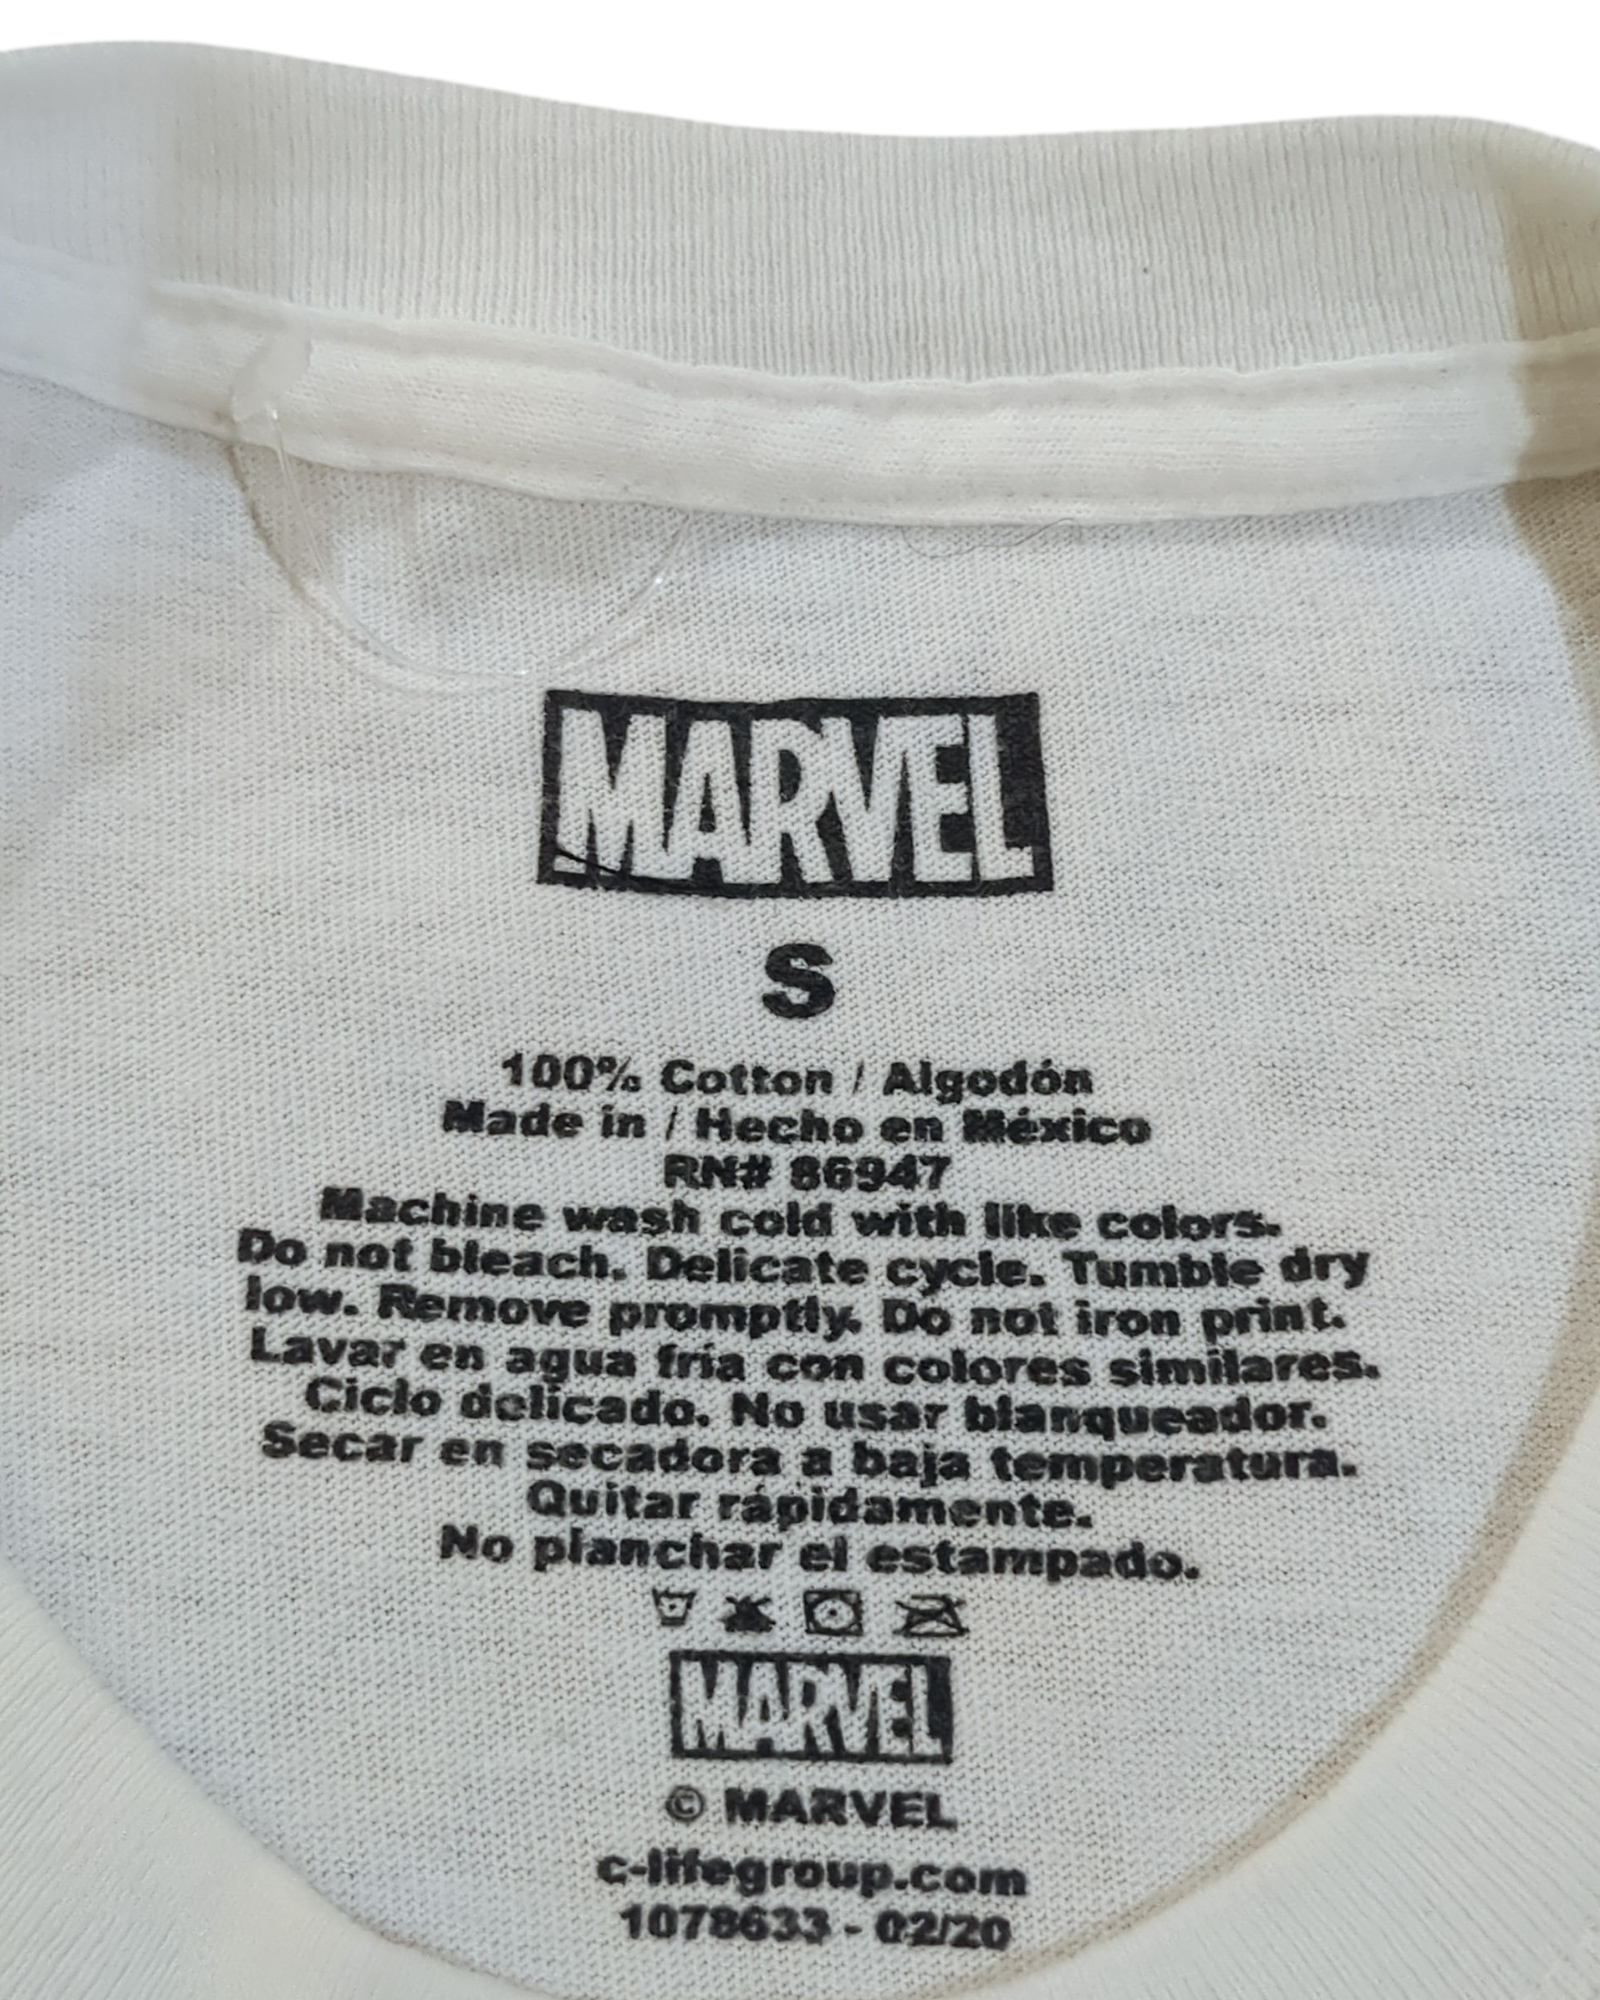 MARVEL
S
100% Cotton / Algodón
Made in / Hecho en México
RN# 86947
Machine wash cold with like colors.
Do not bleach. Delicate cycle. Tumble dry
low. Remove promptly. Do not iron print.
Lavar en agua fría con colores similares.
Ciclo delicado. No usar blanqueador.
Secar en secadora a baja temperatura.
Quitar rápidamente.
No planchar el estampado.
MARVEL
© MARVEL
c-lifegroup.com
1078633 - 02/20